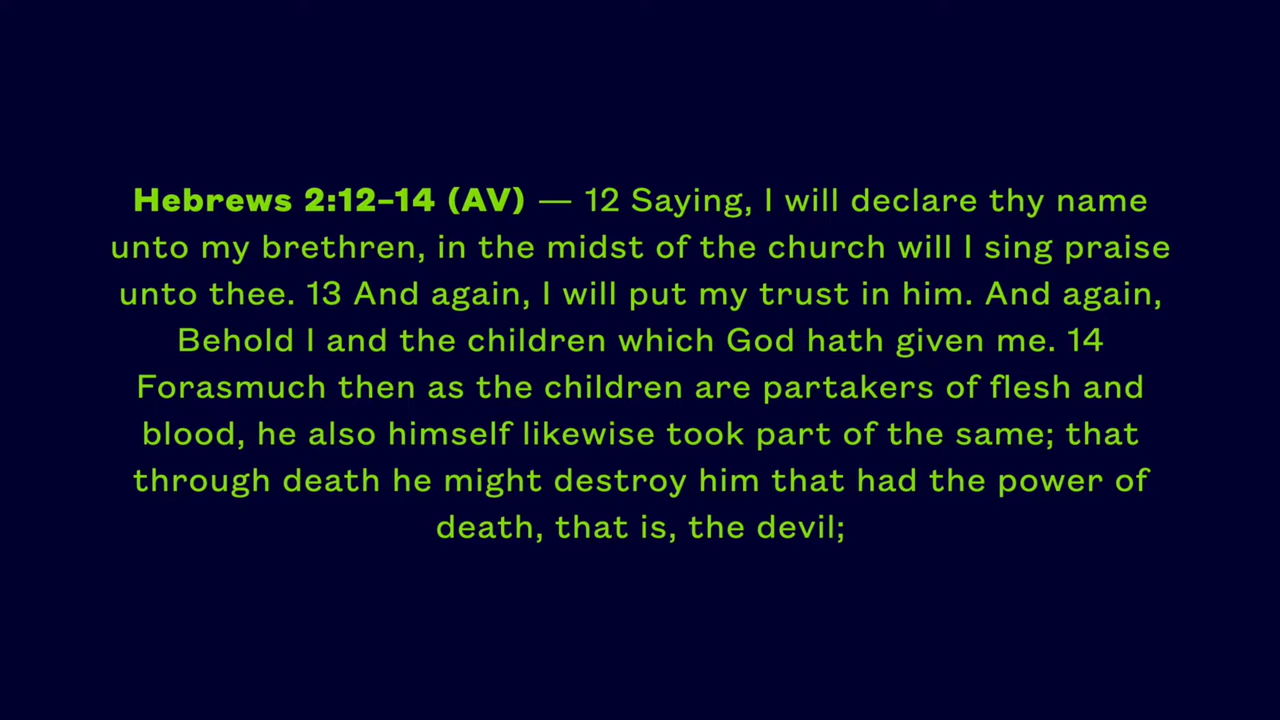 Hebrews 2:12–14 (AV) — 12 Saying, I will declare thy name
unto my brethren, in the midst of the church will I sing praise
unto thee. 13 And again, I will put my trust in him. And again,
Behold I and the children which God hath given me. 14
Forasmuch then as the children are partakers of flesh and
blood, he also himself likewise took part of the same; that
through death he might destroy him that had the power of
death, that is, the devil;